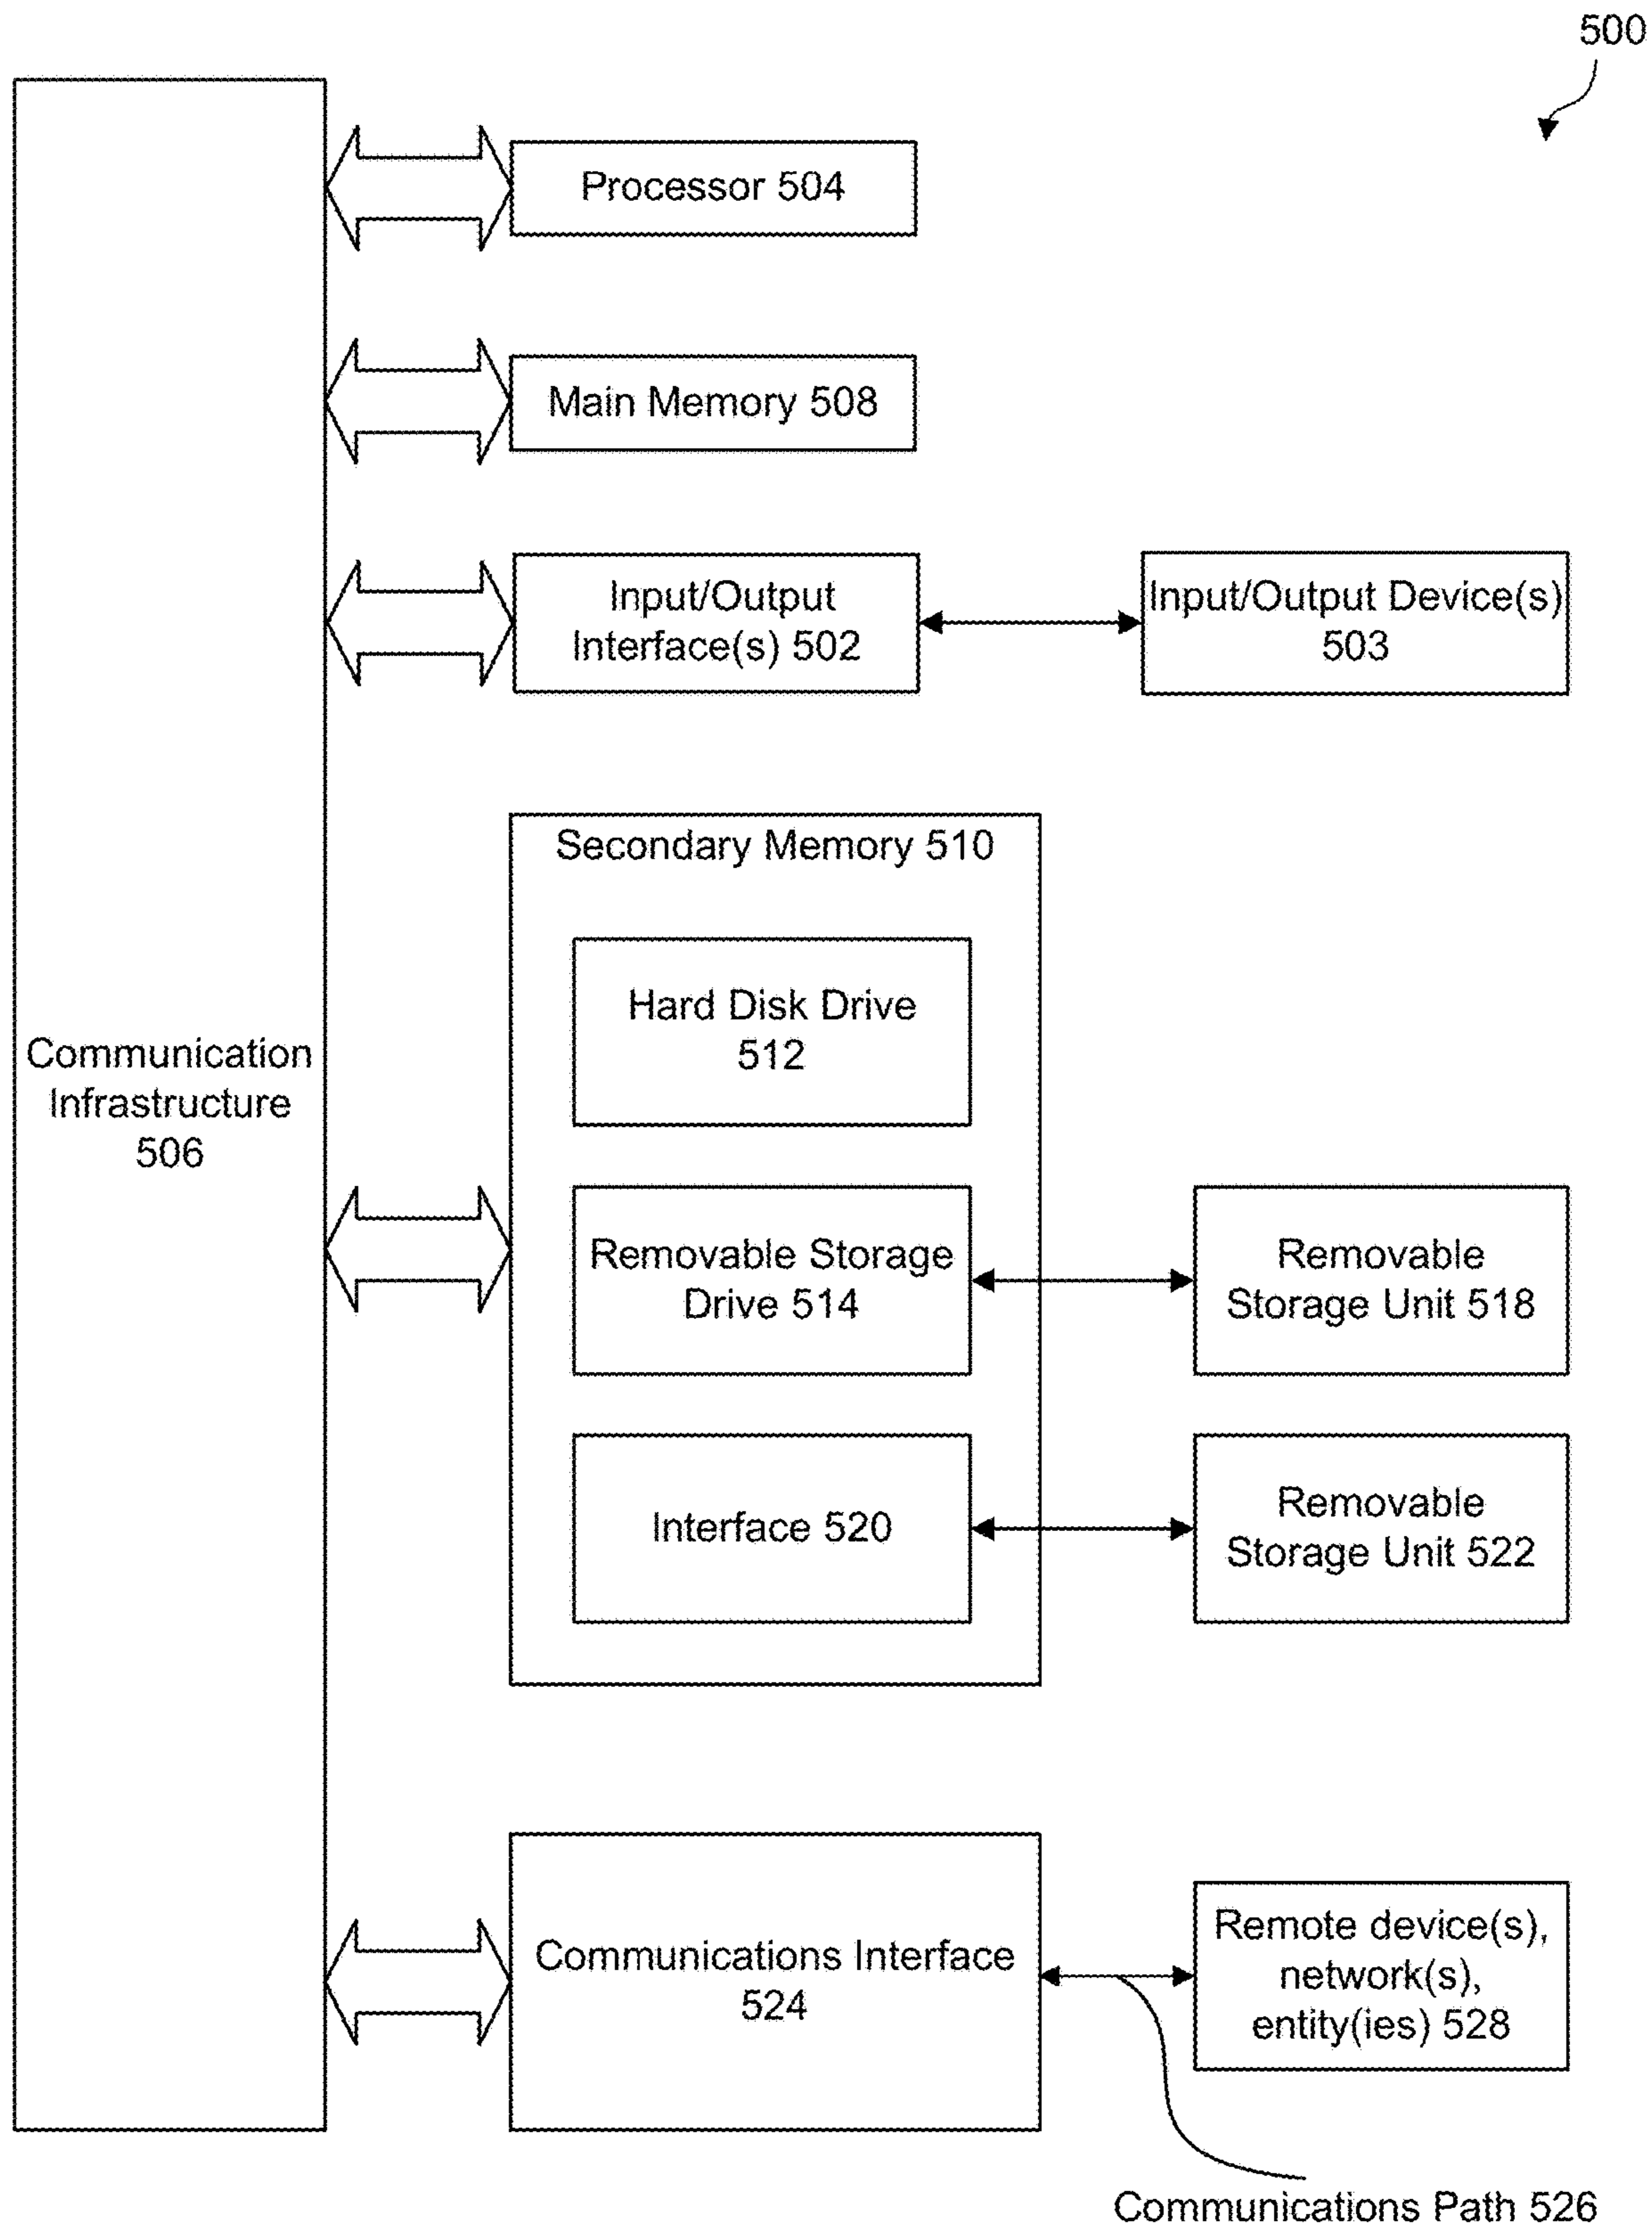 500
Processor 504
Main Memory 508
Input/Output
Interface(s) 502
Input/Output Device(s)
503
Secondary Memory 510
Hard Disk Drive
512
Communication
Infrastructure
506
Removable Storage
Drive 514
Removable
Storage Unit 518
Interface 520
Removable
Storage Unit 522
Communications Interface
524
Remote device(s),
network(s),
entity(ies) 528
Communications Path 526